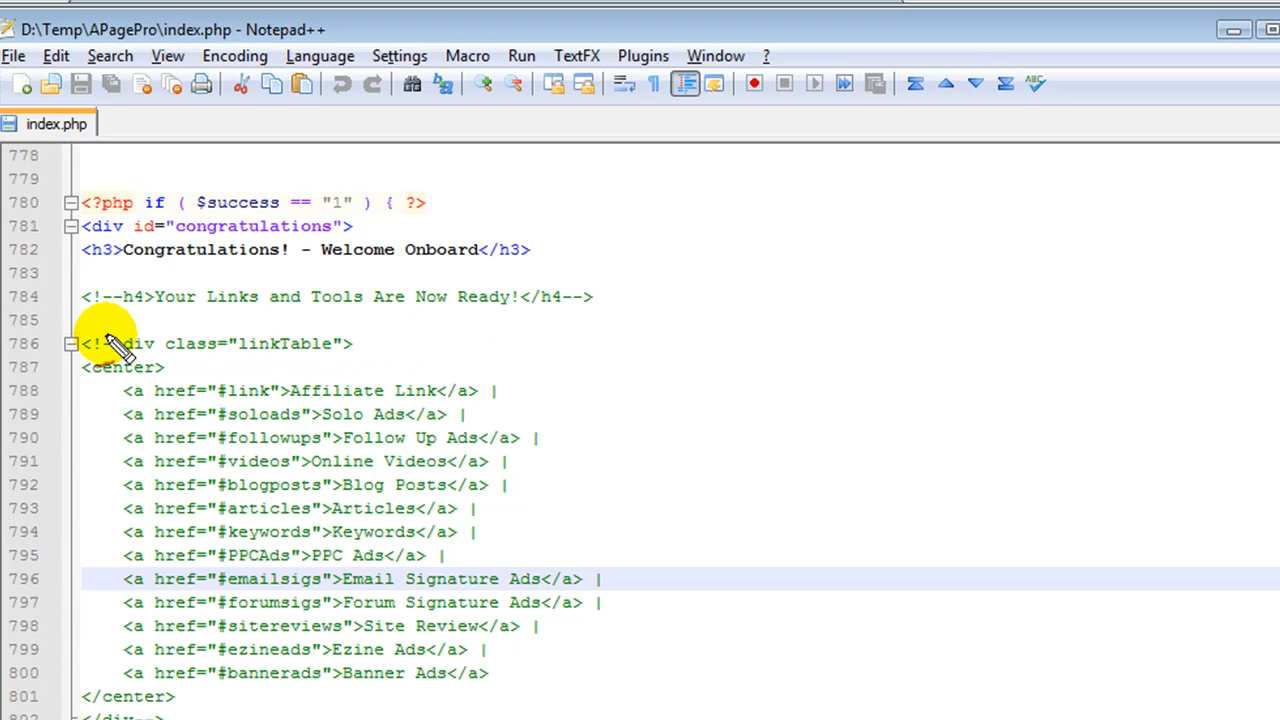 D:\Temp\APagePro\index.php - Notepad++
File Edit Search View Encoding Language Settings Macro Run TextFX Plugins Window ?
index.php
778
779
780 <?php if ( $success == "1" ) { ?>
781 <div id="congratulations">
782 <h3>Congratulations! - Welcome Onboard</h3>
783
784 <!--h4>Your Links and Tools Are Now Ready!</h4-->
785
786 <!--div class="linkTable">
787 <center>
788 <a href="#link">Affiliate Link</a> |
789 <a href="#soloads">Solo Ads</a> |
790 <a href="#followups">Follow Up Ads</a> |
791 <a href="#videos">Online Videos</a> |
792 <a href="#blogposts">Blog Posts</a> |
793 <a href="#articles">Articles</a> |
794 <a href="#keywords">Keywords</a> |
795 <a href="#PPCAds">PPC Ads</a> |
796 <a href="#emailsigs">Email Signature Ads</a> |
797 <a href="#forumsigs">Forum Signature Ads</a> |
798 <a href="#sitereviews">Site Review</a> |
799 <a href="#ezineads">Ezine Ads</a> |
800 <a href="#bannerads">Banner Ads</a>
801 </center>
802 </div-->